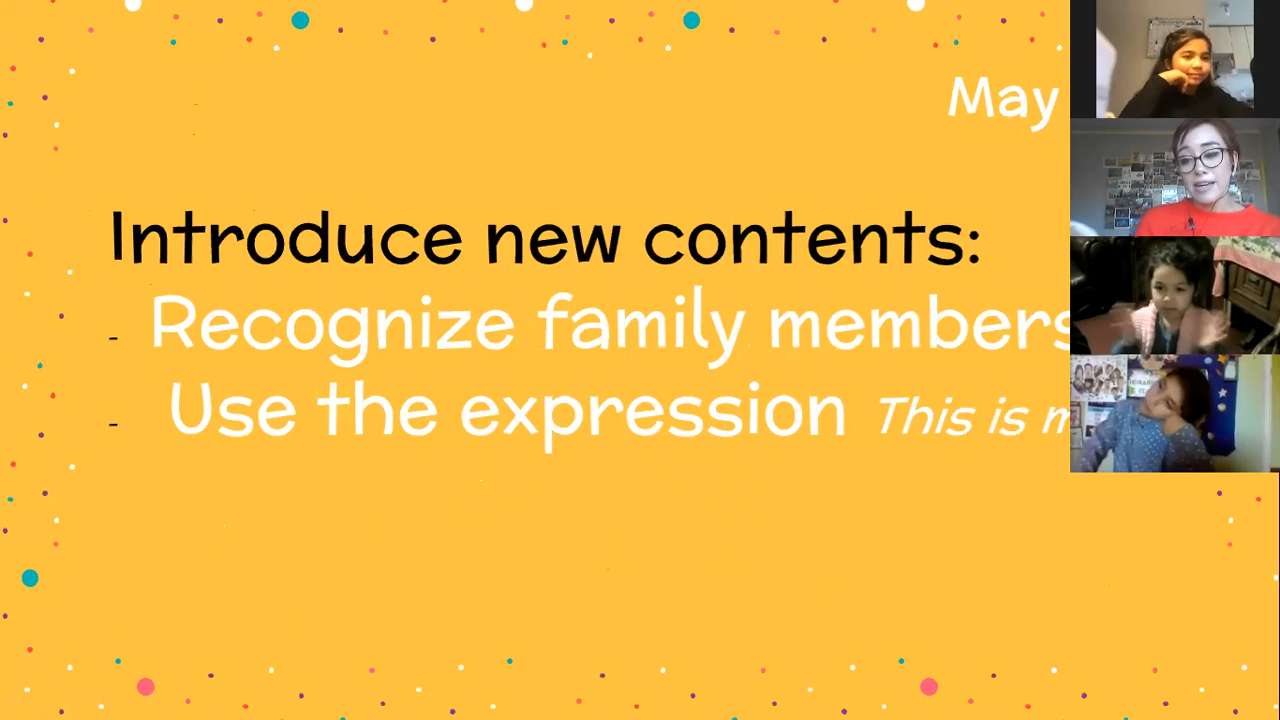 May
Introduce new contents:
- Recognize family members
- Use the expression This is